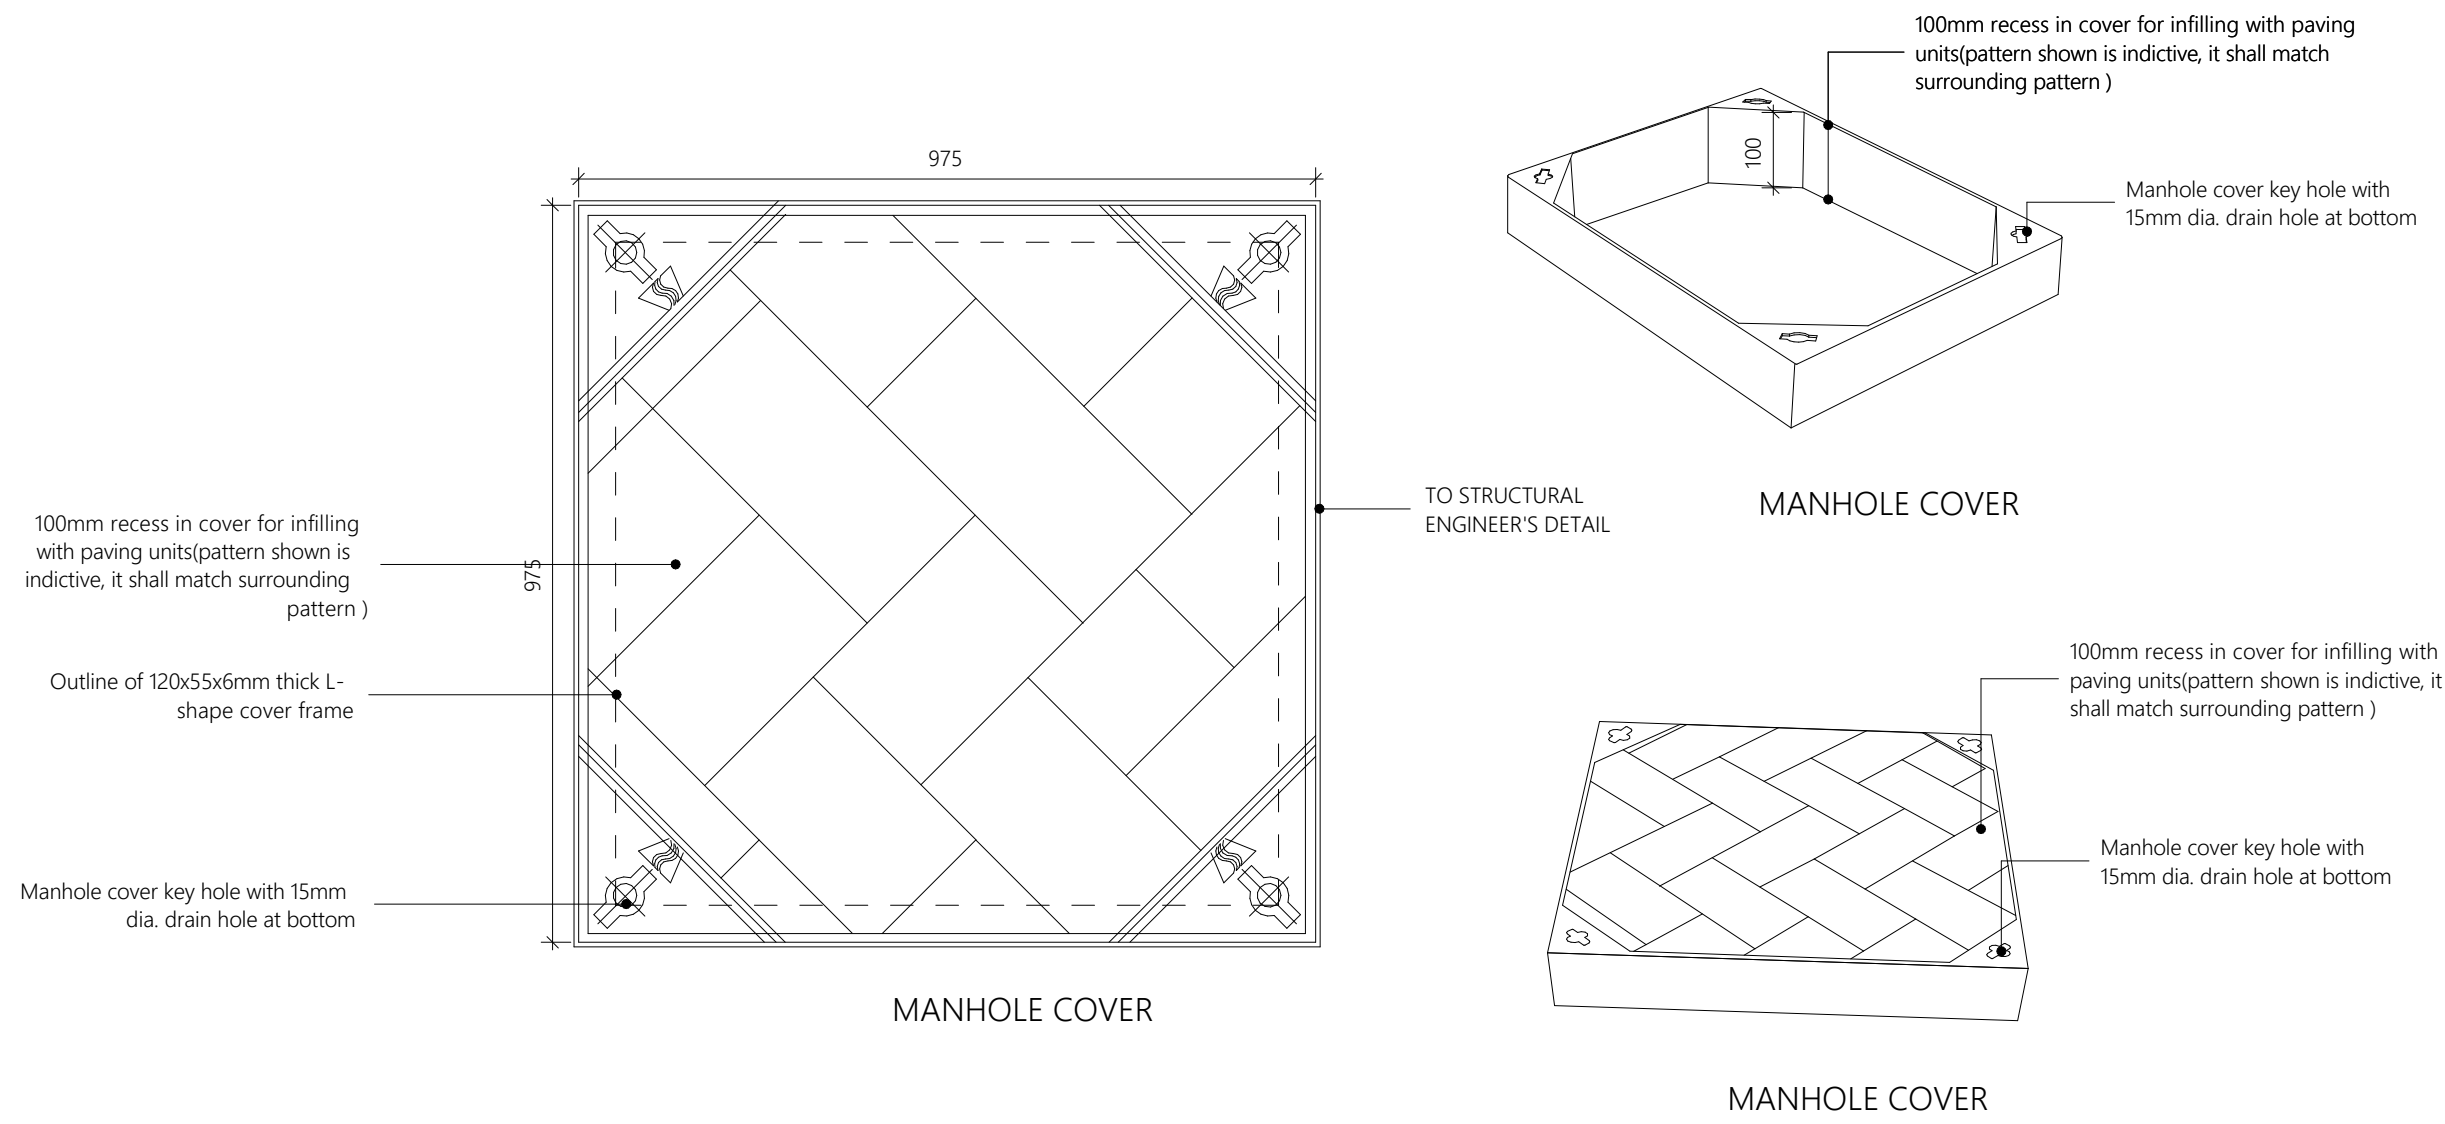 975
975
100mm recess in cover for infilling
with paving units(pattern shown is
indictive, it shall match surrounding
pattern )
Outline of 120x55x6mm thick L-
shape cover frame
Manhole cover key hole with 15mm
dia. drain hole at bottom
TO STRUCTURAL
ENGINEER'S DETAIL
MANHOLE COVER
100mm recess in cover for infilling with paving
units(pattern shown is indictive, it shall match
surrounding pattern )
100
Manhole cover key hole with
15mm dia. drain hole at bottom
MANHOLE COVER
100mm recess in cover for infilling with
paving units(pattern shown is indictive, it
shall match surrounding pattern )
Manhole cover key hole with
15mm dia. drain hole at bottom
MANHOLE COVER